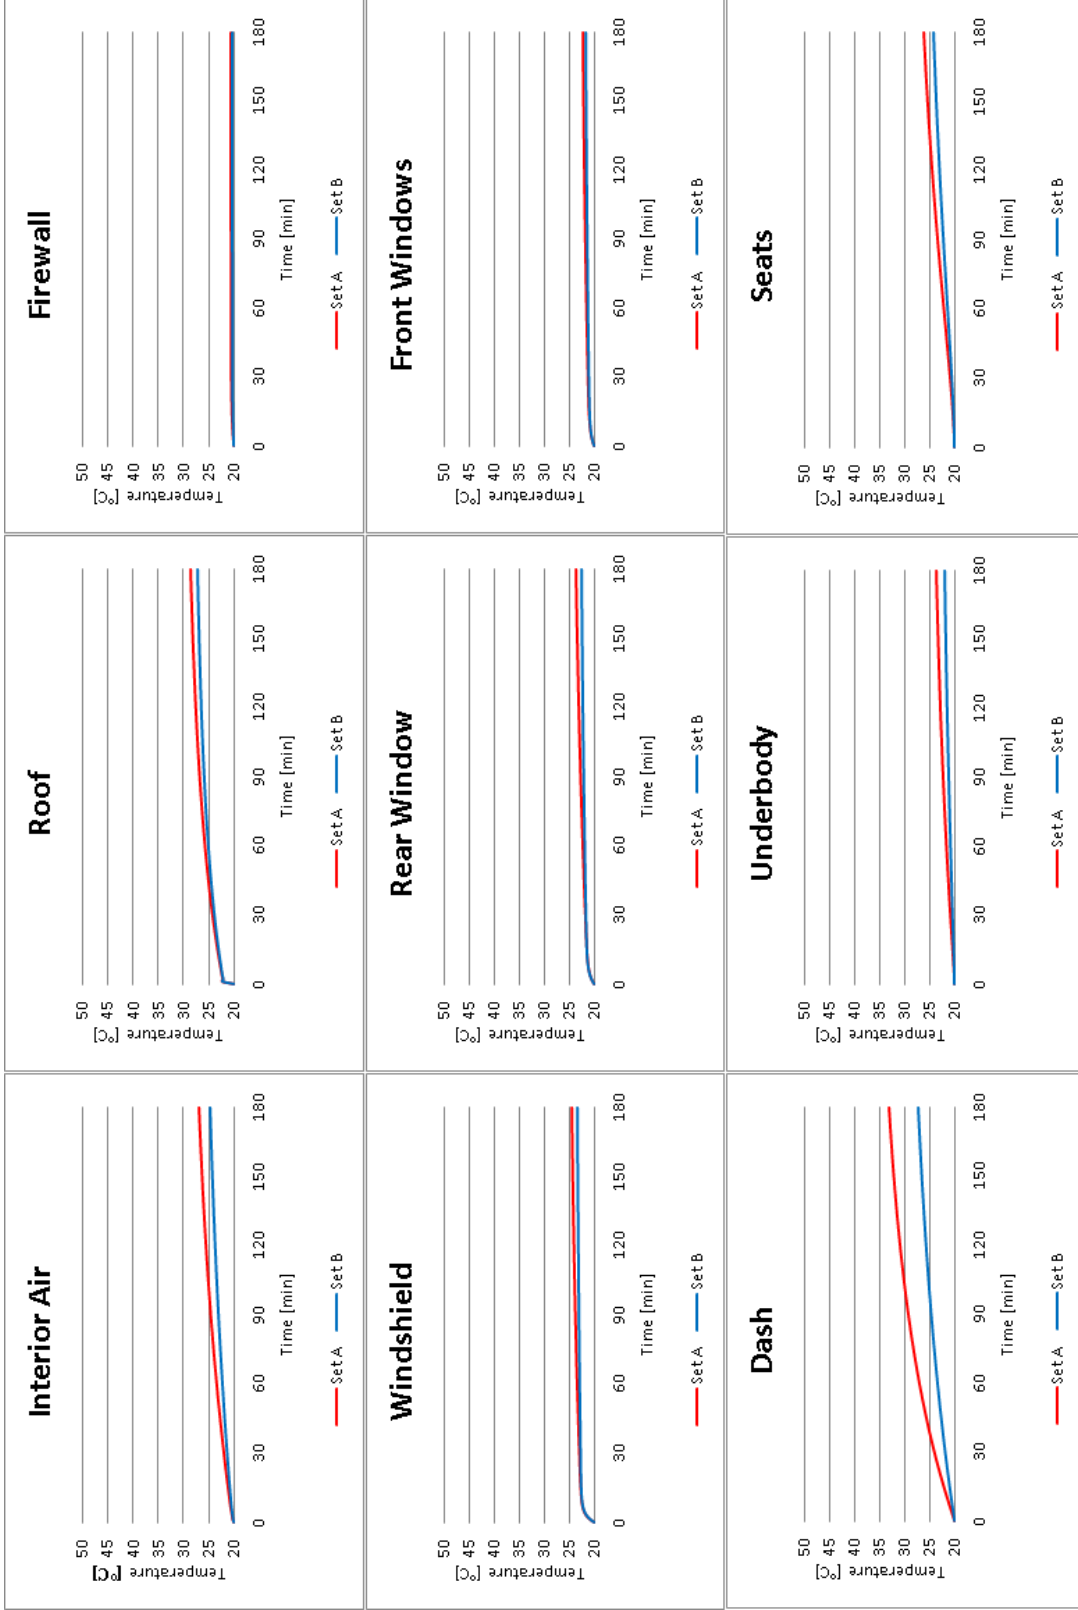 Interior Air
Temperature [°C]
50
45
40
35
30
25
20
0 30 60 90 120 150 180
Time [min]
Set A Set B
Roof
Temperature [°C]
50
45
40
35
30
25
20
0 30 60 90 120 150 180
Time [min]
Set A Set B
Firewall
Temperature [°C]
50
45
40
35
30
25
20
0 30 60 90 120 150 180
Time [min]
Set A Set B
Windshield
Temperature [°C]
50
45
40
35
30
25
20
0 30 60 90 120 150 180
Time [min]
Set A Set B
Rear Window
Temperature [°C]
50
45
40
35
30
25
20
0 30 60 90 120 150 180
Time [min]
Set A Set B
Front Windows
Temperature [°C]
50
45
40
35
30
25
20
0 30 60 90 120 150 180
Time [min]
Set A Set B
Dash
Temperature [°C]
50
45
40
35
30
25
20
0 30 60 90 120 150 180
Time [min]
Set A Set B
Underbody
Temperature [°C]
50
45
40
35
30
25
20
0 30 60 90 120 150 180
Time [min]
Set A Set B
Seats
Temperature [°C]
50
45
40
35
30
25
20
0 30 60 90 120 150 180
Time [min]
Set A Set B